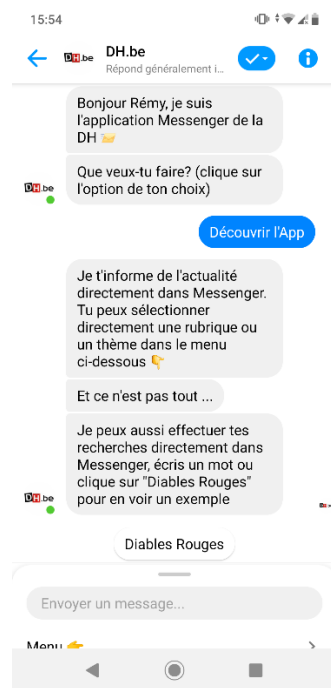 15:54
DH.be
DH.be
Répond généralement i...
Bonjour Rémy, je suis
l'application Messenger de la
DH
Que veux-tu faire? (clique sur
l'option de ton choix)
DH.be
Découvrir l'App
Je t'informe de l'actualité
directement dans Messenger.
Tu peux sélectionner
directement une rubrique ou
un thème dans le menu
ci-dessous 👇
Et ce n'est pas tout ...
Je peux aussi effectuer tes
recherches directement dans
Messenger, écris un mot ou
clique sur "Diables Rouges"
pour en voir un exemple
DH.be
Diables Rouges
Envoyer un message...
Menu 👉